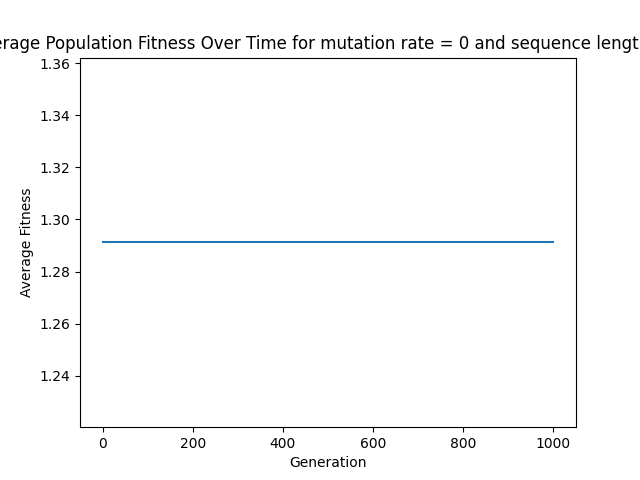 erage Population Fitness Over Time for mutation rate = 0 and sequence lengt
1.36
1.34
1.32
1.30
1.28
1.26
1.24
Average Fitness
0 200 400 600 800 1000
Generation